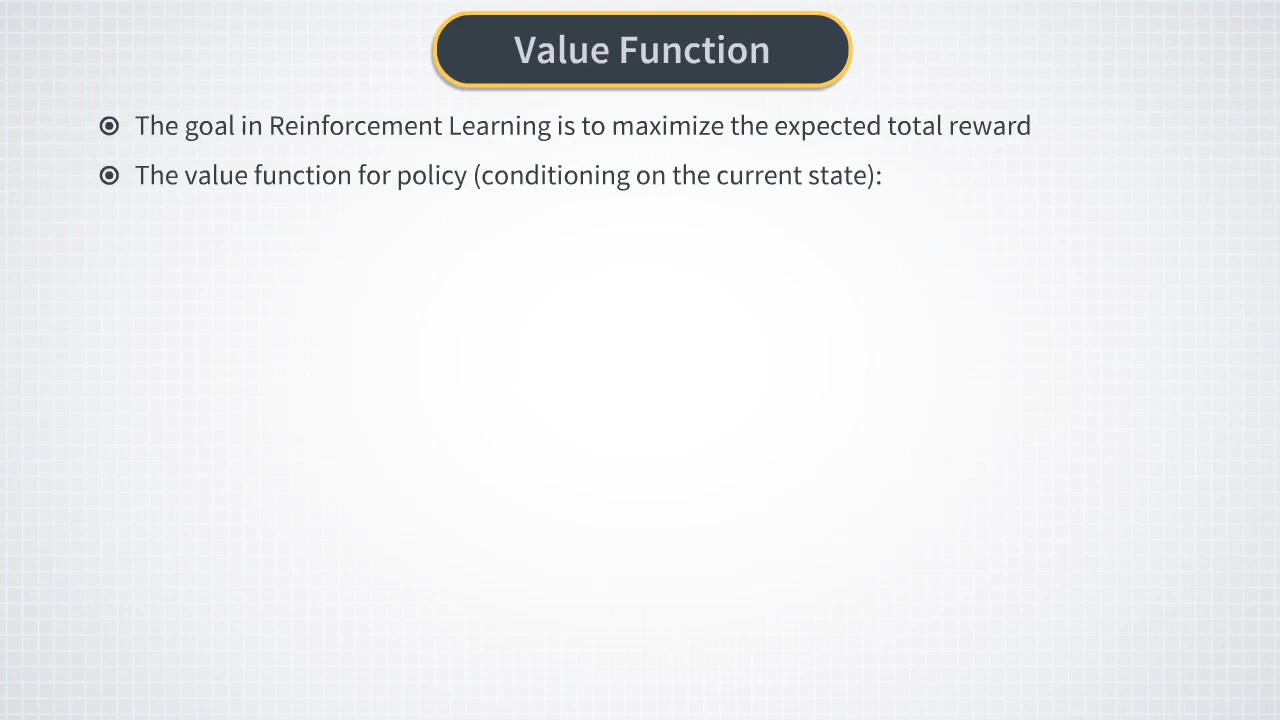 Value Function
The goal in Reinforcement Learning is to maximize the expected total reward
The value function for policy (conditioning on the current state):